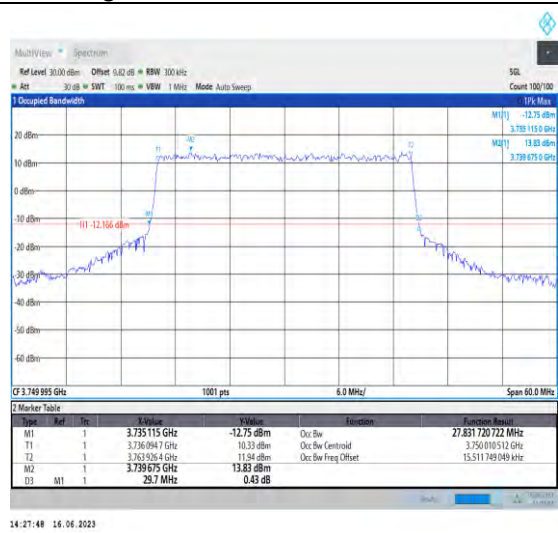 MultiView Spectrum
Ref Level 30.00 dBm Offset 9.82 dB RBW 300 kHz SGL
Att 30 dB SWT 100 ms VBW 1 MHz Mode Auto Sweep Count 100/100
1 Occupied Bandwidth 1Pk Max
M1[1] -12.75 dBm
3.735 115 0 GHz
M2[1] 13.83 dBm
3.739 675 0 GHz
M2
T1
T2
20 dBm
10 dBm
0 dBm
M1
-10 dBm
H1 -12.166 dBm
-20 dBm
-30 dBm
-40 dBm
-50 dBm
-60 dBm
CF 3.749 995 GHz 1001 pts 6.0 MHz/ Span 60.0 MHz
2 Marker Table
Type Ref Trc X-Value Y-Value Function Function Result
M1 1 3.735 115 GHz -12.75 dBm Occ Bw 27.831 720 722 MHz
T1 1 3.736 094 7 GHz 10.33 dBm Occ Bw Centroid 3.750 010 512 GHz
T2 1 3.763 926 4 GHz 11.94 dBm Occ Bw Freq Offset 15.511 749 049 kHz
M2 1 3.739 675 GHz 13.83 dBm
D3 M1 1 29.7 MHz 0.43 dB
14:27:48 16.06.2023